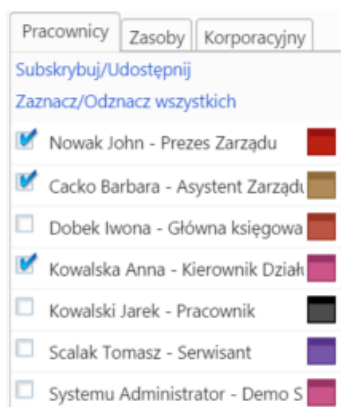 Pracownicy Zasoby Korporacyjny
Subskrybuj/Udostępnij
Zaznacz/Odznacz wszystkich
Nowak John - Prezes Zarządu
Cacko Barbara - Asystent Zarządu
Dobek Iwona - Główna księgowa
Kowalska Anna - Kierownik Dział
Kowalski Jarek - Pracownik
Scalak Tomasz - Serwisant
Systemu Administrator - Demo S